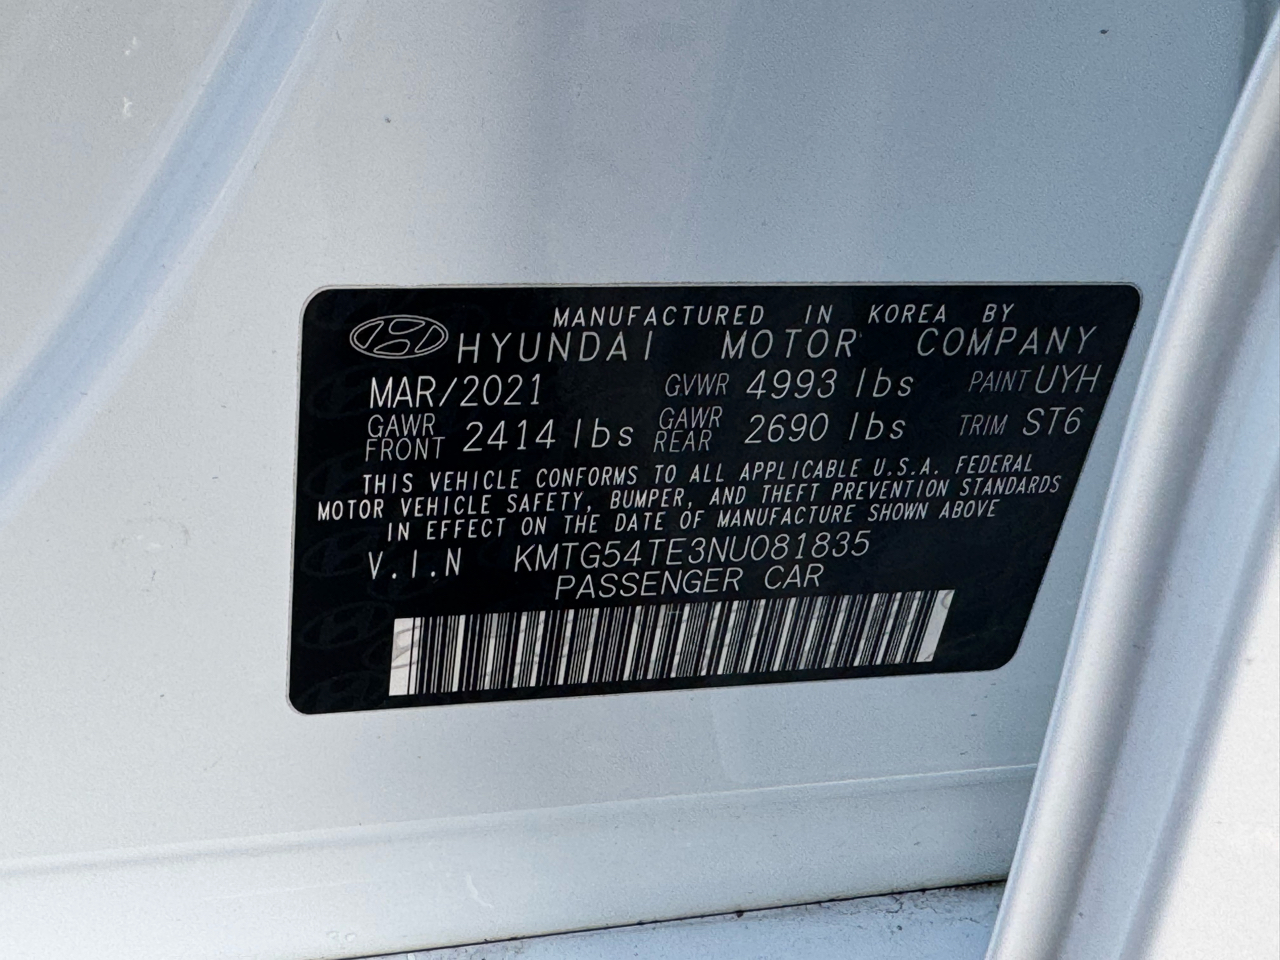 MANUFACTURED IN KOREA BY
HYUNDAI MOTOR COMPANY
MAR/2021 GVWR 4993 lbs PAINT UYH
GAWR FRONT 2414 lbs GAWR REAR 2690 lbs TRIM ST6
THIS VEHICLE CONFORMS TO ALL APPLICABLE U.S.A. FEDERAL
MOTOR VEHICLE SAFETY, BUMPER, AND THEFT PREVENTION STANDARDS
IN EFFECT ON THE DATE OF MANUFACTURE SHOWN ABOVE
V.I.N KMTG54TE3NU081835
PASSENGER CAR